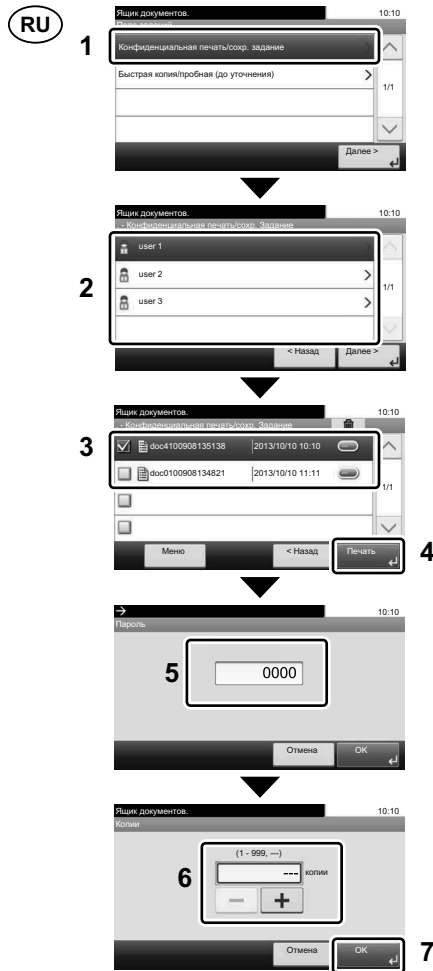 RU
1
Ящик документов.
10:10
Поле заданий
Конфиденциальная печать/сохр. задание
Быстрая копия/пробная (до уточнения)
1/1
Далее >
2
Ящик документов.
10:10
- Конфиденциальная печать/сохр. Задание
user 1
user 2
user 3
1/1
< Назад
Далее >
3
Ящик документов.
10:10
- Конфиденциальная печать/сохр. Задание
doc4100908135138 2013/10/10 10:10
doc0100908134821 2013/10/10 11:11
1/1
Меню
< Назад
Печать
4
10:10
Пароль
5
0000
Отмена
OK
Ящик документов.
10:10
Копии
6
(1 - 999, ---)
--- копии
Отмена
OK
7